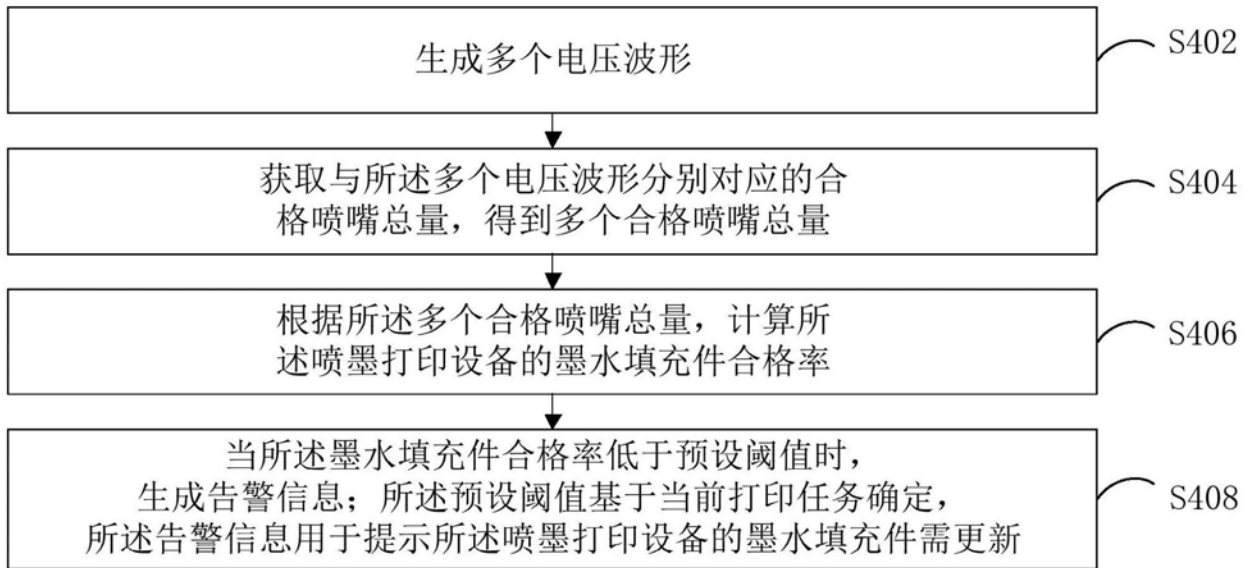 生成多个电压波形
S402
获取与所述多个电压波形分别对应的合
格喷嘴总量，得到多个合格喷嘴总量
S404
根据所述多个合格喷嘴总量，计算所
述喷墨打印设备的墨水填充件合格率
S406
当所述墨水填充件合格率低于预设阈值时，
生成告警信息；所述预设阈值基于当前打印任务确定，
所述告警信息用于提示所述喷墨打印设备的墨水填充件需更新
S408